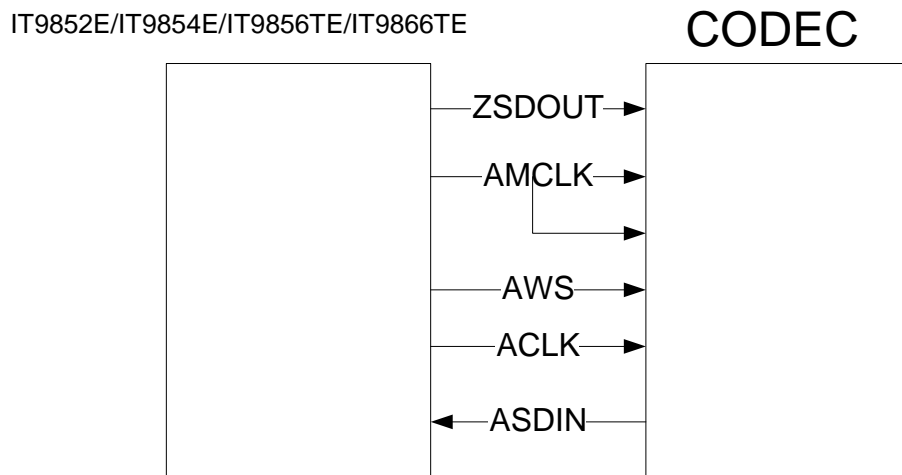 IT9852E/IT9854E/IT9856TE/IT9866TE
CODEC
ZSDOUT
AMCLK
AWS
ACLK
ASDIN